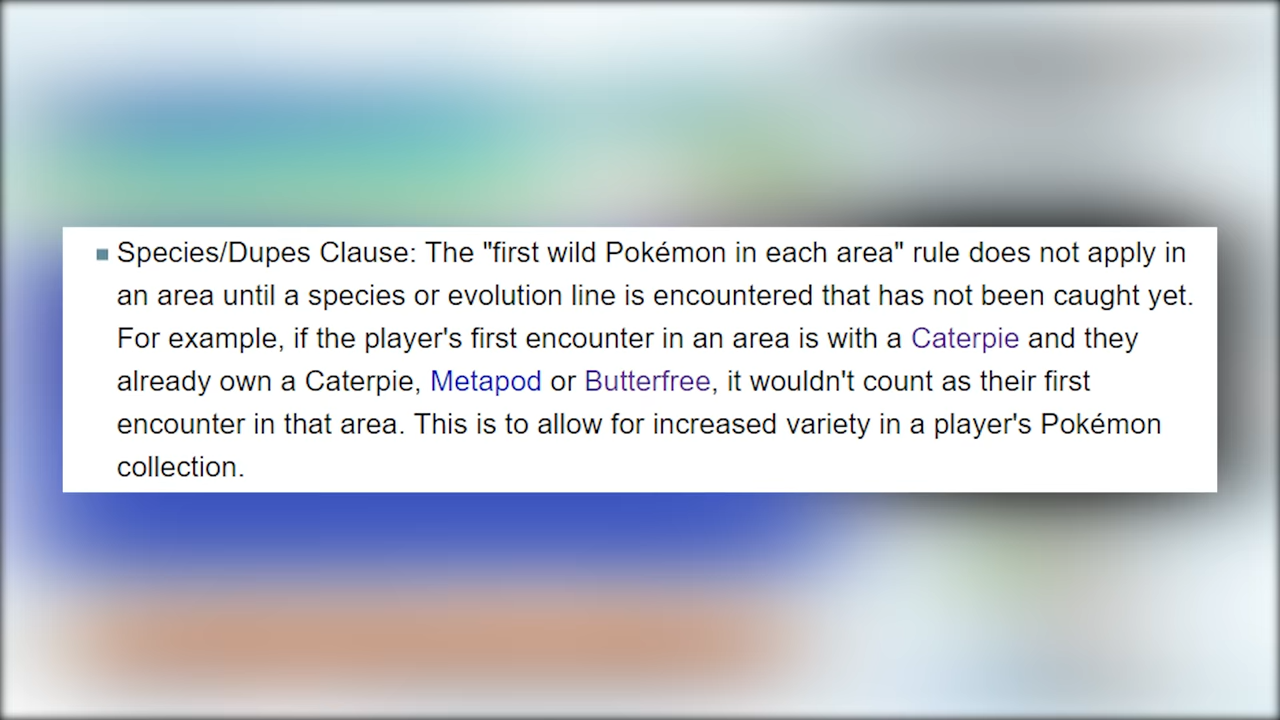 Species/Dupes Clause: The "first wild Pokémon in each area" rule does not apply in
an area until a species or evolution line is encountered that has not been caught yet.
For example, if the player's first encounter in an area is with a Caterpie and they
already own a Caterpie, Metapod or Butterfree, it wouldn't count as their first
encounter in that area. This is to allow for increased variety in a player's Pokémon
collection.